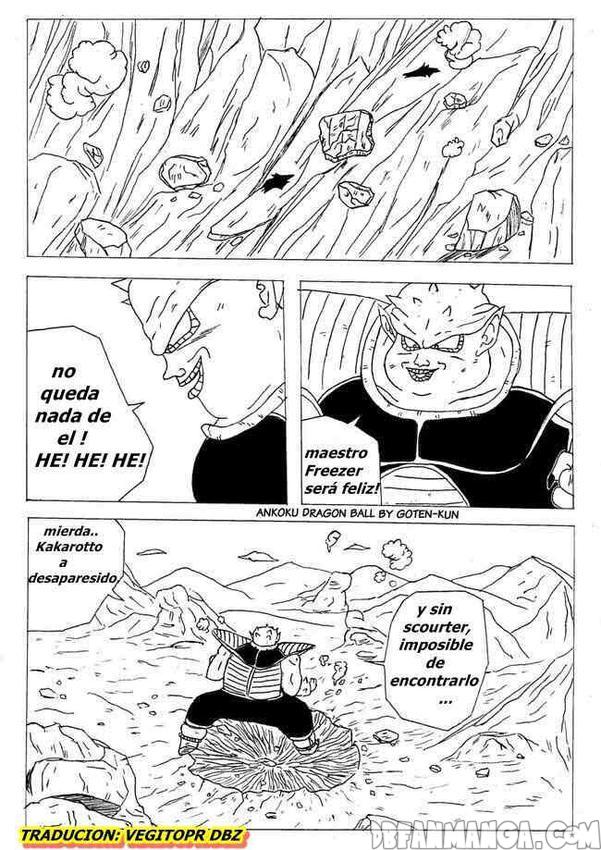 no
queda
nada de
el !
HE! HE! HE!
maestro
Freezer
será feliz!
ANKOKU DRAGON BALL BY GOTEN-KUN
mierda..
Kakarotto
a
desaparesido
y sin
scourter,
imposible
de
encontrarlo
...
TRADUCION: VEGITOPR DBZ
DBFANMANGA.COM